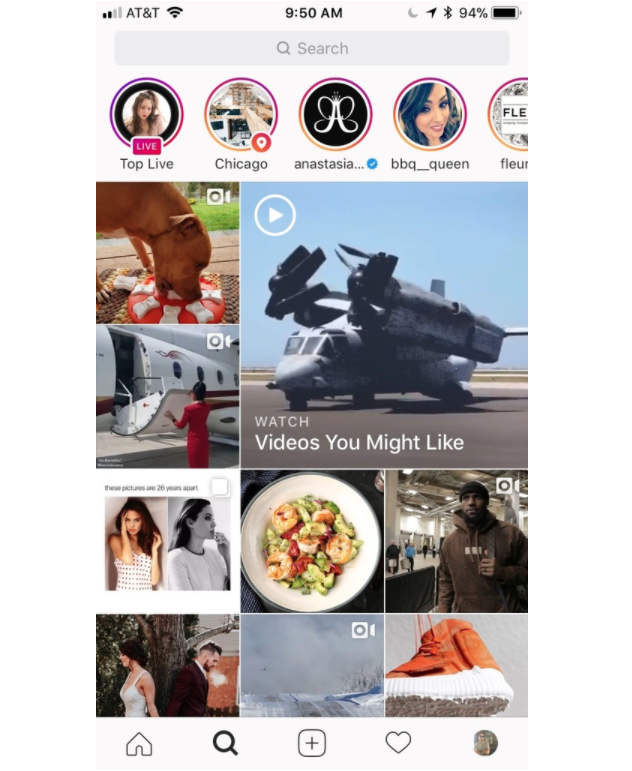 AT&T
9:50 AM
94%
Search
LIVE
Top Live
Chicago
anastasia...
bbq__queen
FLE
fleur
WATCH
Videos You Might Like
these pictures are 26 years apart